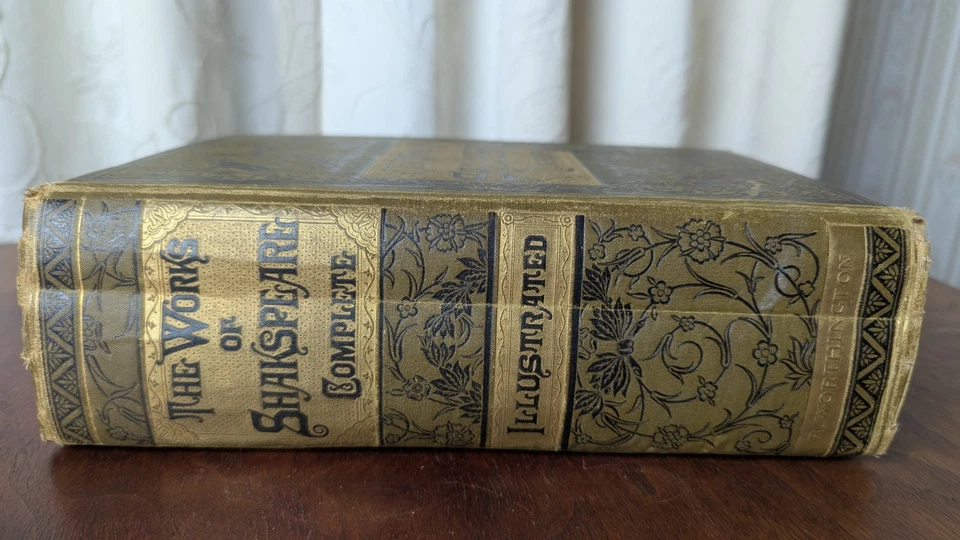 THE WORKS
OF
SHAKSPEARE
COMPLETE
ILLUSTRATED
WORTHINGTON